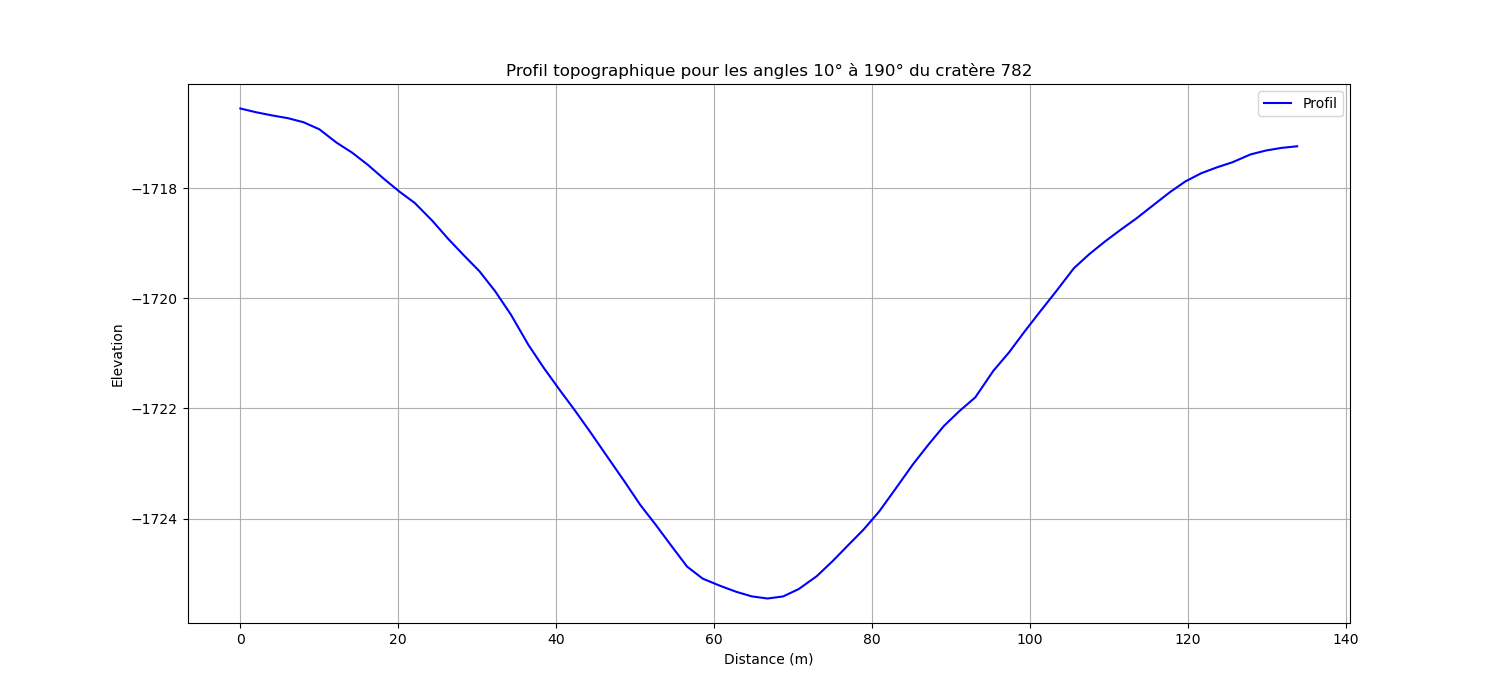 Profil topographique pour les angles 10° à 190° du cratère 782
Profil
−1718
−1720
−1722
−1724
Elevation
0 20 40 60 80 100 120 140
Distance (m)